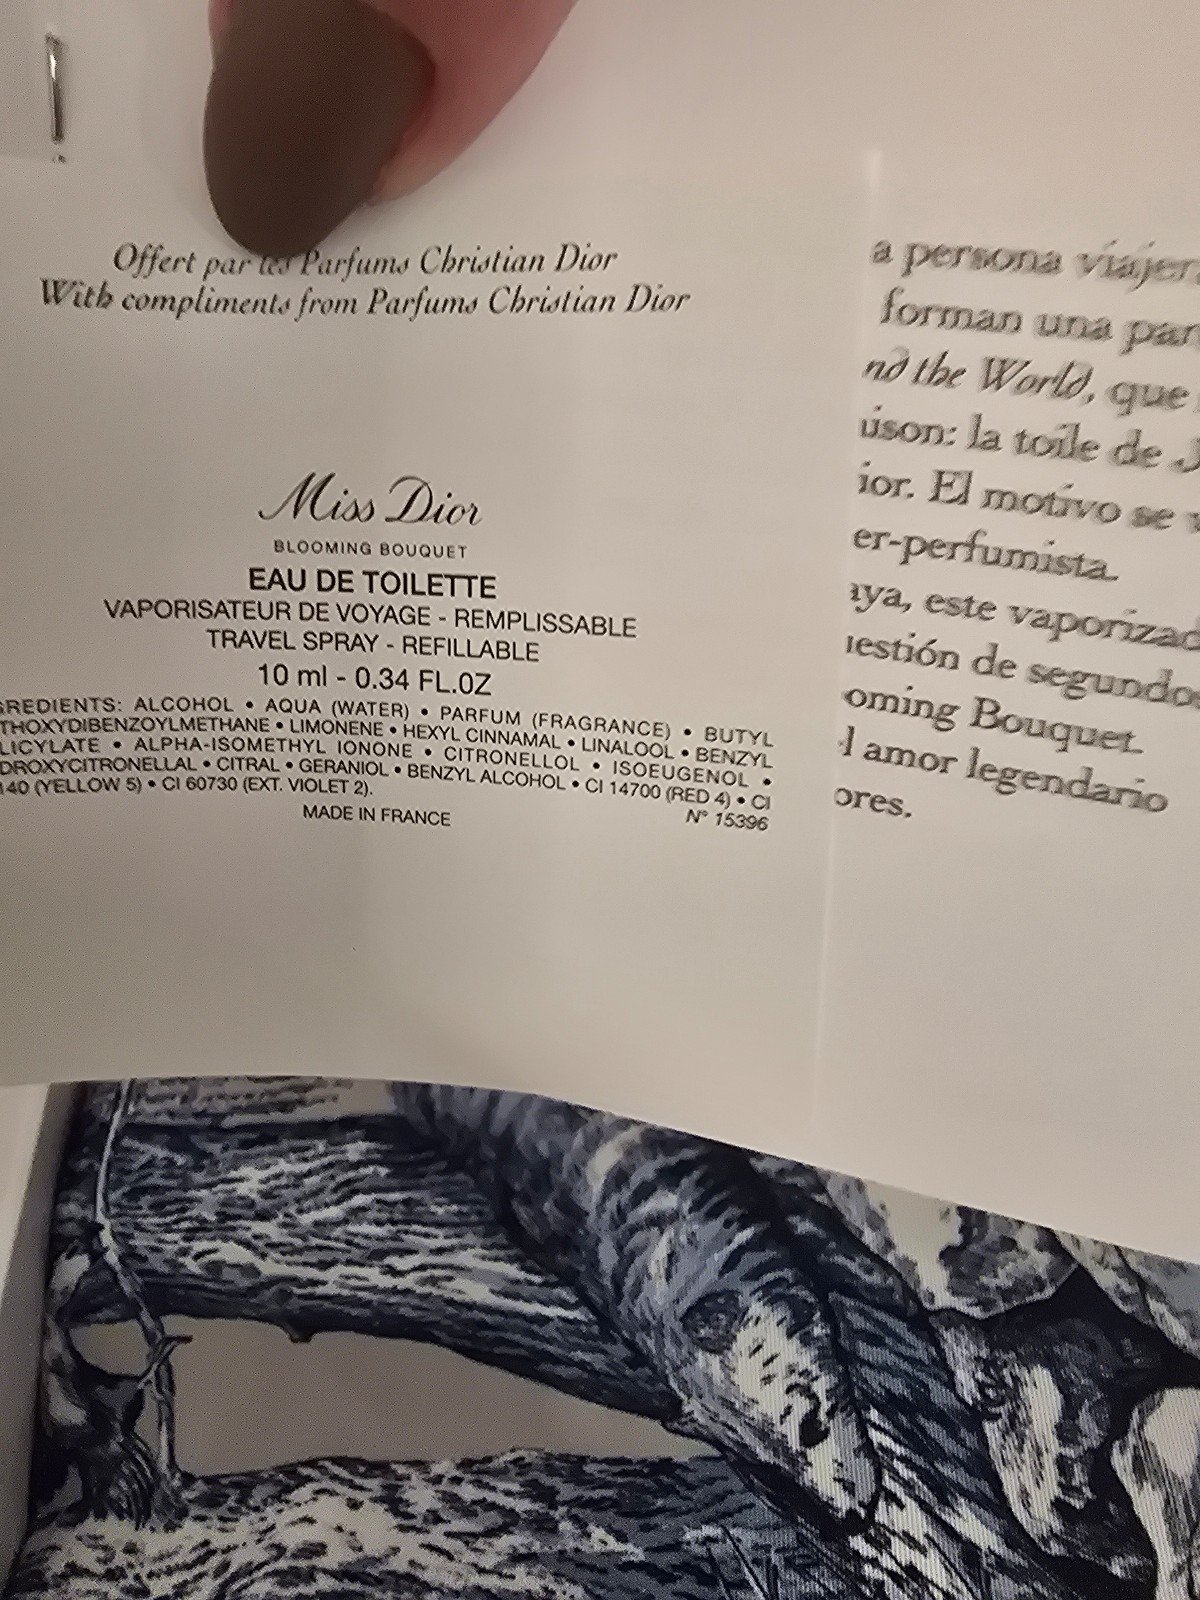 Offert par les Parfums Christian Dior
With compliments from Parfums Christian Dior
Miss Dior
BLOOMING BOUQUET
EAU DE TOILETTE
VAPORISATEUR DE VOYAGE - REMPLISSABLE
TRAVEL SPRAY - REFILLABLE
10 ml - 0.34 FL.OZ
GREDIENTS: ALCOHOL • AQUA (WATER) • PARFUM (FRAGRANCE) • BUTYL
THOXYDIBENZOYLMETHANE • LIMONENE • HEXYL CINNAMAL • LINALOOL • BENZYL
LICYLATE • ALPHA-ISOMETHYL IONONE • CITRONELLOL • ISOEUGENOL •
DROXYCITRONELLAL • CITRAL • GERANIOL • BENZYL ALCOHOL • CI 14700 (RED 4) • CI
140 (YELLOW 5) • CI 60730 (EXT. VIOLET 2).
MADE IN FRANCE
N° 15396
a persona viajer
forman una par
nd the World, que
ison: la toile de J
ior. El motivo se v
er-perfumista.
aya, este vaporizad
estión de segundo
oming Bouquet.
l amor legendario
ores.